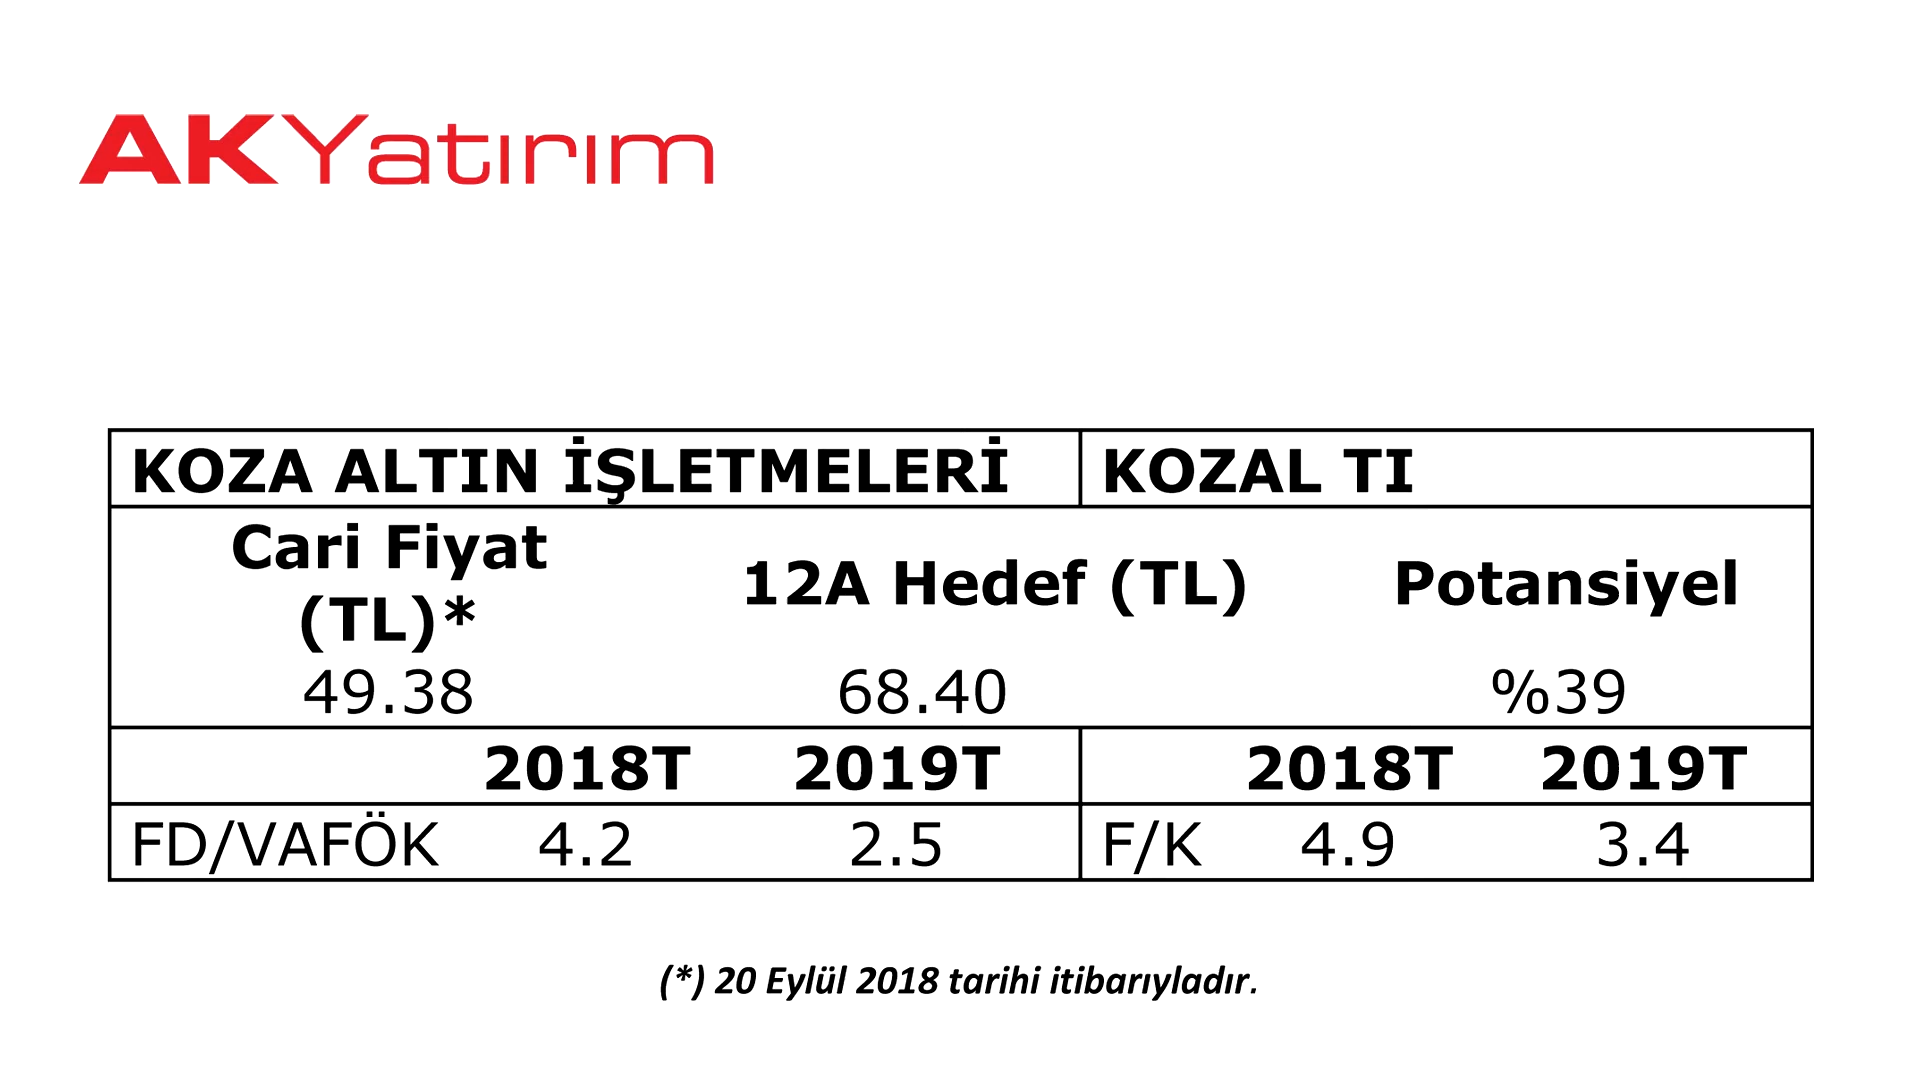 AKYatırım
KOZA ALTIN İŞLETMELERİ KOZAL TI
Cari Fiyat (TL)* 12A Hedef (TL) Potansiyel
49.38 68.40 %39
2018T 2019T 2018T 2019T
FD/VAFÖK 4.2 2.5 F/K 4.9 3.4
(*) 20 Eylül 2018 tarihi itibarıyladır.